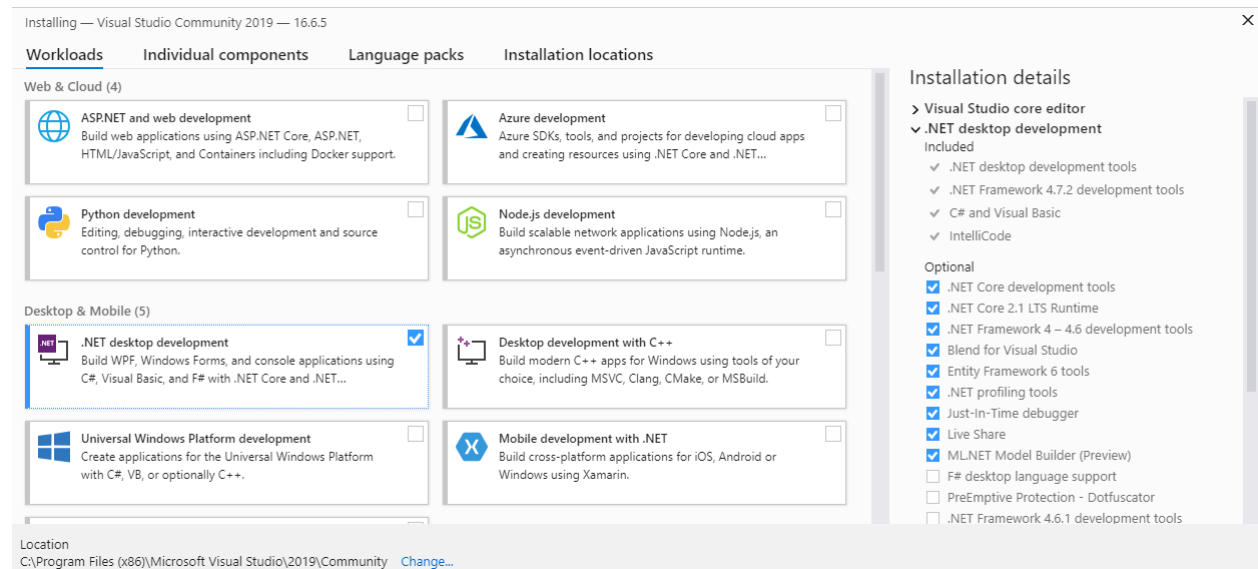 Installing — Visual Studio Community 2019 — 16.6.5
Workloads
Individual components
Language packs
Installation locations
Web & Cloud (4)
ASP.NET and web development
Build web applications using ASP.NET Core, ASP.NET,
HTML/JavaScript, and Containers including Docker support.
Azure development
Azure SDKs, tools, and projects for developing cloud apps
and creating resources using .NET Core and .NET...
Python development
Editing, debugging, interactive development and source
control for Python.
JS
Node.js development
Build scalable network applications using Node.js, an
asynchronous event-driven JavaScript runtime.
Desktop & Mobile (5)
.NET
.NET desktop development
Build WPF, Windows Forms, and console applications using
C#, Visual Basic, and F# with .NET Core and .NET...
Desktop development with C++
Build modern C++ apps for Windows using tools of your
choice, including MSVC, Clang, CMake, or MSBuild.
Universal Windows Platform development
Create applications for the Universal Windows Platform
with C#, VB, or optionally C++.
Mobile development with .NET
Build cross-platform applications for iOS, Android or
Windows using Xamarin.
Installation details
Visual Studio core editor
.NET desktop development
Included
.NET desktop development tools
.NET Framework 4.7.2 development tools
C# and Visual Basic
IntelliCode
Optional
.NET Core development tools
.NET Core 2.1 LTS Runtime
.NET Framework 4 – 4.6 development tools
Blend for Visual Studio
Entity Framework 6 tools
.NET profiling tools
Just-In-Time debugger
Live Share
ML.NET Model Builder (Preview)
F# desktop language support
PreEmptive Protection - Dotfuscator
.NET Framework 4.6.1 development tools
Location
C:\Program Files (x86)\Microsoft Visual Studio\2019\Community Change...